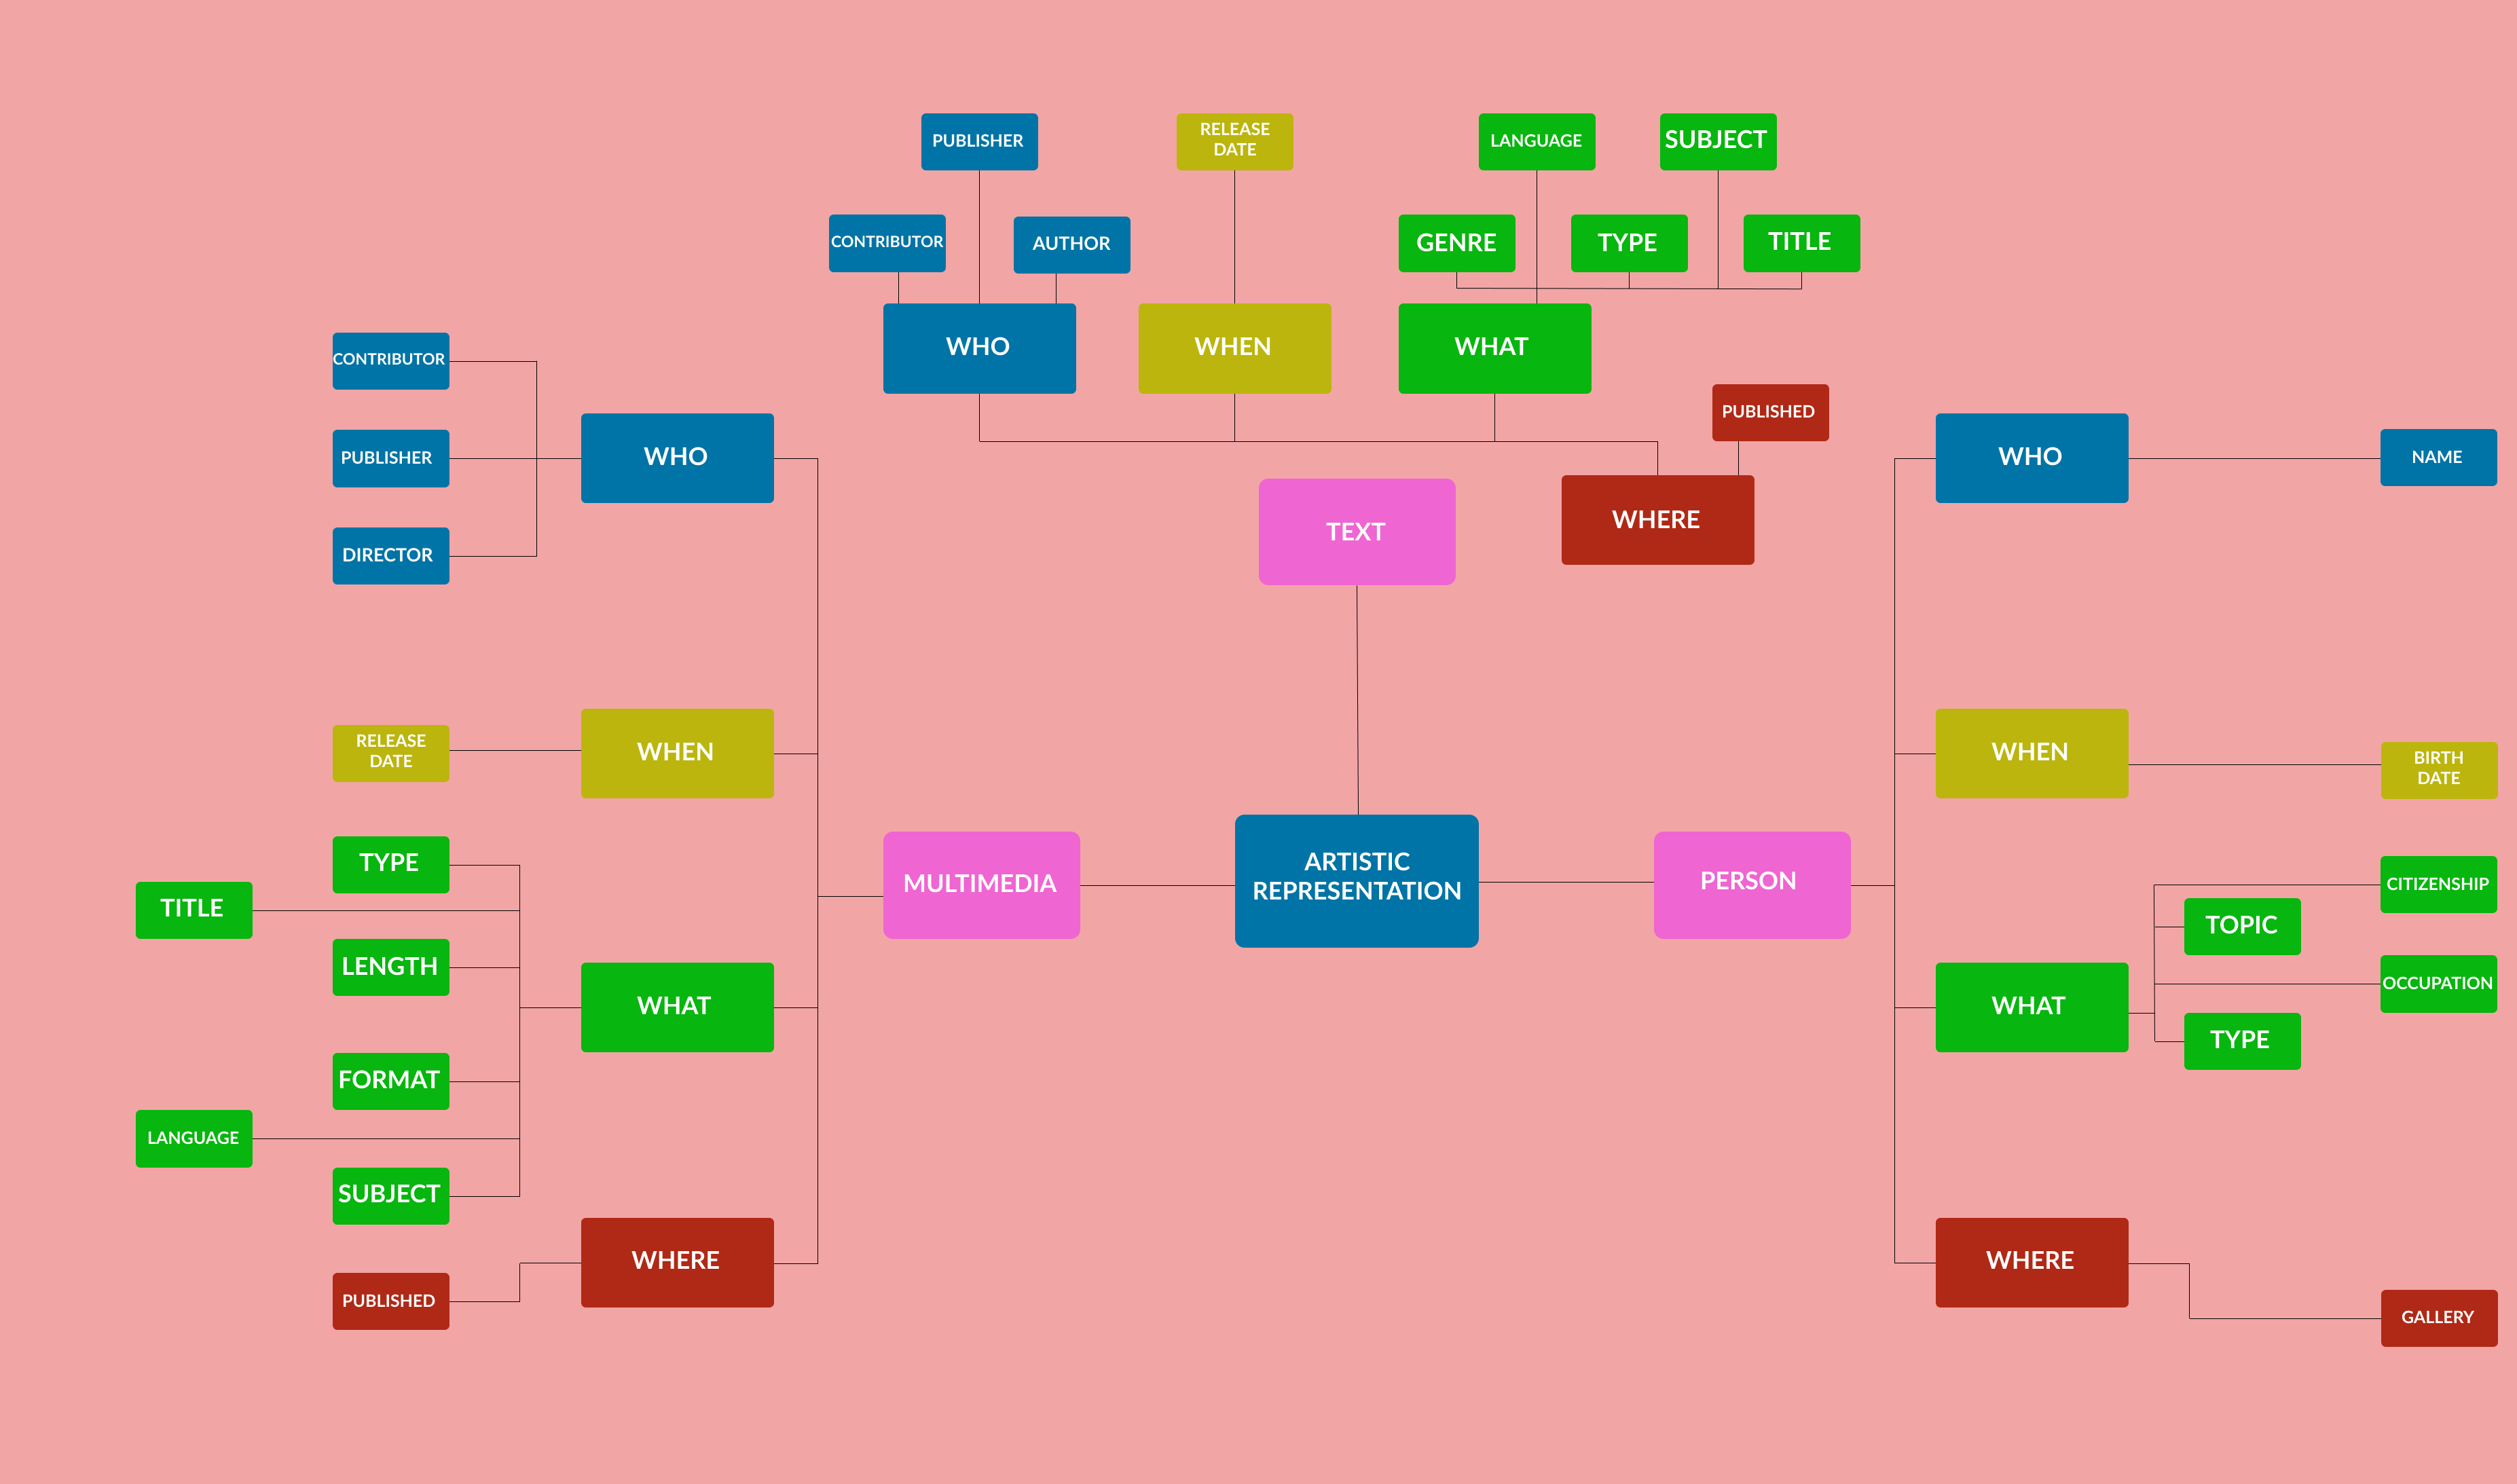 PUBLISHER
RELEASE
DATE
LANGUAGE
SUBJECT
CONTRIBUTOR
AUTHOR
GENRE
TYPE
TITLE
WHO
WHEN
WHAT
PUBLISHED
WHERE
TEXT
CONTRIBUTOR
PUBLISHER
DIRECTOR
WHO
RELEASE
DATE
WHEN
TYPE
TITLE
LENGTH
FORMAT
LANGUAGE
SUBJECT
WHAT
PUBLISHED
WHERE
MULTIMEDIA
ARTISTIC
REPRESENTATION
PERSON
WHO
NAME
WHEN
BIRTH
DATE
WHAT
CITIZENSHIP
TOPIC
OCCUPATION
TYPE
WHERE
GALLERY